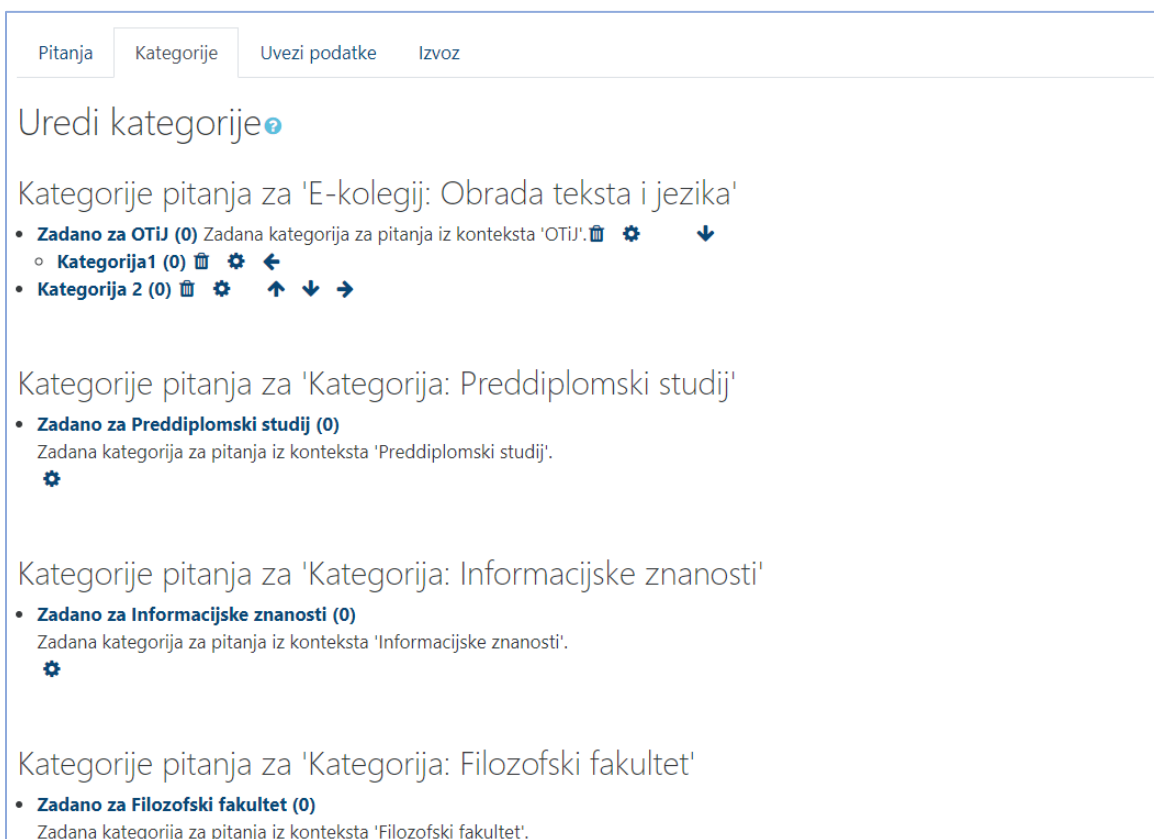 Pitanja Kategorije Uvezi podatke Izvoz
Uredi kategorije
Kategorije pitanja za 'E-kolegij: Obrada teksta i jezika'
Zadano za OTiJ (0) Zadana kategorija za pitanja iz konteksta 'OTiJ'.
Kategorija1 (0)
Kategorija 2 (0)
Kategorije pitanja za 'Kategorija: Preddiplomski studij'
Zadano za Preddiplomski studij (0)
Zadana kategorija za pitanja iz konteksta 'Preddiplomski studij'.
Kategorije pitanja za 'Kategorija: Informacijske znanosti'
Zadano za Informacijske znanosti (0)
Zadana kategorija za pitanja iz konteksta 'Informacijske znanosti'.
Kategorije pitanja za 'Kategorija: Filozofski fakultet'
Zadano za Filozofski fakultet (0)
Zadana kategorija za pitanja iz konteksta 'Filozofski fakultet'.